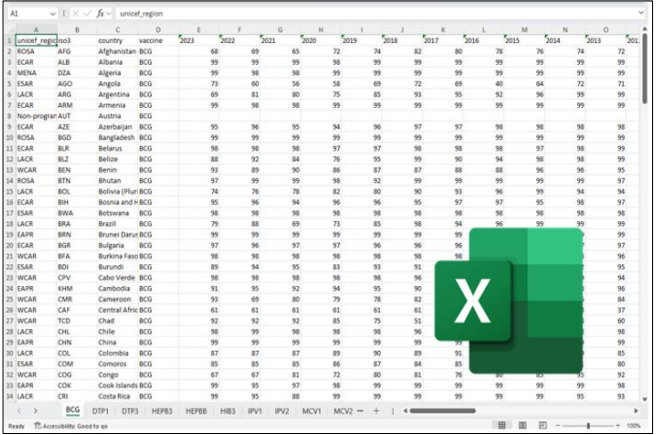 A1 fx unicef_region
A B C D E F G H I J K L M N O
1 unicef_regic iso3 country vaccine 2023 2022 2021 2020 2019 2018 2017 2016 2015 2014 2013 201
2 ROSA AFG Afghanistan BCG 68 69 65 72 74 82 80 78 76 74 72
3 ECAR ALB Albania BCG 99 99 99 98 99 99 99 99 99 99 99
4 MENA DZA Algeria BCG 99 98 98 99 99 99 99 99 99 99 99
5 ESAR AGO Angola BCG 73 60 56 58 69 72 69 40 64 72 71
6 LACR ARG Argentina BCG 69 81 80 75 85 93 95 92 96 99 99
7 ECAR ARM Armenia BCG 99 98 98 99 99 99 99 99 99 99 99
8 Non-prograr AUT Austria BCG
9 ECAR AZE Azerbaijan BCG 95 96 95 94 96 97 97 98 98 98 98
10 ROSA BGD Bangladesh BCG 99 99 99 99 99 99 99 99 99 99 99
11 ECAR BLR Belarus BCG 98 98 98 97 97 98 98 98 97 98 99
12 LACR BLZ Belize BCG 88 92 84 76 95 99 90 94 98 98 99
13 WCAR BEN Benin BCG 93 89 90 86 87 87 88 88 96 96 95
14 ROSA BTN Bhutan BCG 97 99 99 98 92 99 99 99 99 99 97
15 LACR BOL Bolivia (Plur BCG 74 76 78 82 80 90 93 96 99 94 94
16 ECAR BIH Bosnia and H BCG 95 96 94 96 96 95 97 97 95 98 97
17 ESAR BWA Botswana BCG 98 98 98 98 98 98 98 98 98 98 98
18 LACR BRA Brazil BCG 79 88 69 73 85 98 94 96 99 99
19 EAPR BRN Brunei Darus BCG 99 99 99 99 99 99 99
20 ECAR BGR Bulgaria BCG 97 96 97 97 96 96 96 97
21 WCAR BFA Burkina Faso BCG 98 98 98 98 98 98
22 ESAR BDI Burundi BCG 89 94 95 83 93 91 95
23 WCAR CPV Cabo Verde BCG 98 98 98 98 98 96
24 EAPR KHM Cambodia BCG 91 95 92 94 95 90 96
25 WCAR CMR Cameroon BCG 93 69 80 79 78 82 84
26 WCAR CAF Central Afric BCG 61 61 61 61 61 61 37
27 WCAR TCD Chad BCG 92 92 92 85 75 51 60
28 LACR CHL Chile BCG 98 99 98 98 98 96 98
29 EAPR CHN China BCG 99 99 99 99 99 99 99
30 LACR COL Colombia BCG 87 87 87 89 90 89 91 85
31 ESAR COM Comoros BCG 85 85 85 86 87 84 85 80
32 WCAR COG Congo BCG 67 67 81 72 80 81 76 80 85 95 92
33 EAPR COK Cook Islands BCG 99 95 97 98 99 99 99 99 99 99 98
34 LACR CRI Costa Rica BCG 99 99 95 88 99 99 99 99 99 95 93
BCG DTP1 DTP3 HEPB3 HEPBB HIB3 IPV1 IPV2 MCV1 MCV2
X
Ready Accessibility: Good to go 100%